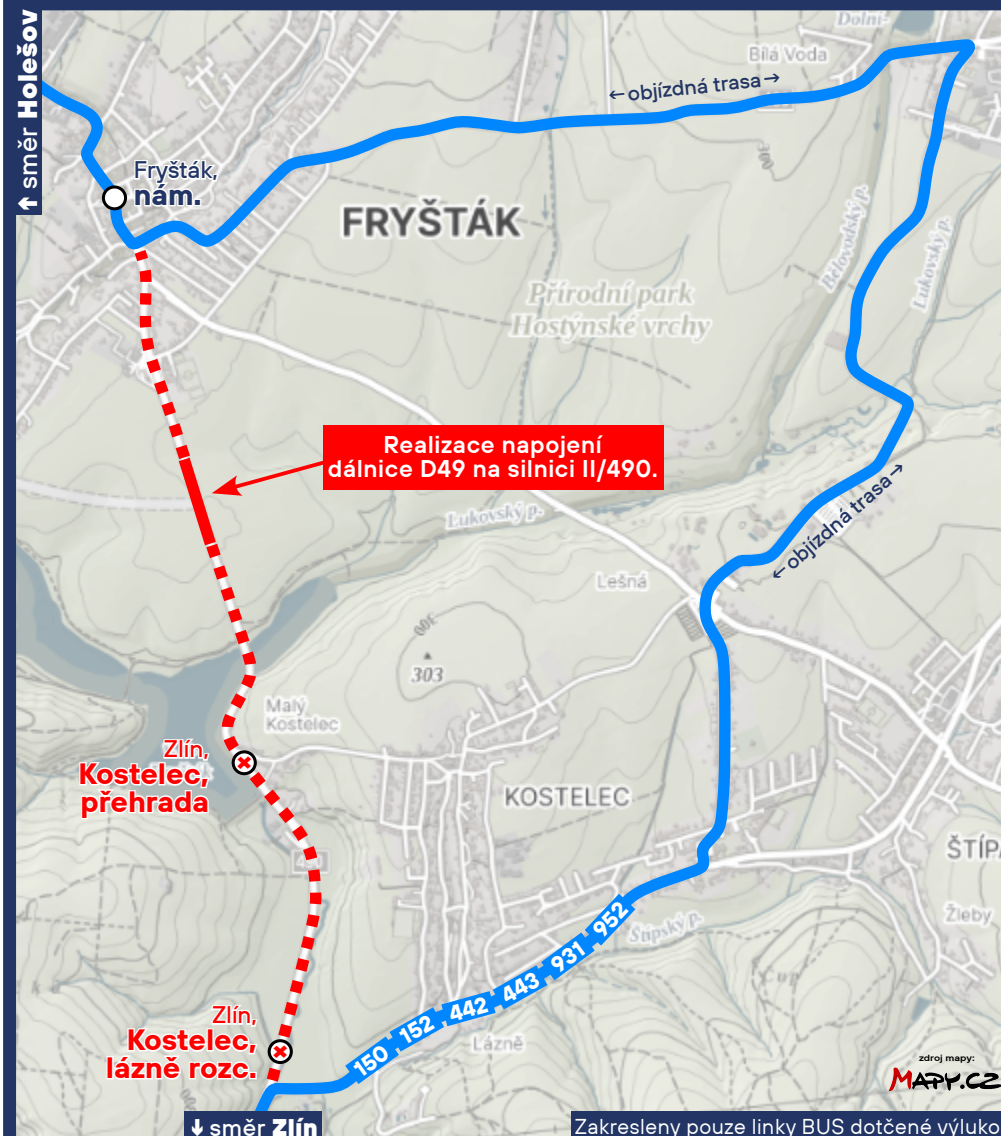 ↑ směr Holešov
Dolní-
Bílá Voda
←objízdná trasa→
Fryšták,
nám.
FRYŠTÁK
300
Bělovodský p.
Lukovský p.
Přírodní park
Hostýnské vrchy
Realizace napojení
dálnice D49 na silnici II/490.
Lukovský p.
←objízdná trasa→
Lešná
300
303
Malý
Kostelec
Zlín,
Kostelec,
přehrada
KOSTELEC
ŠTÍPA
Žleby
Štípský p.
150 152 442 443 931 952
Zlín,
Kostelec,
lázně rozc.
Lázně
zdroj mapy:
MAPY.CZ
↓ směr Zlín
Zakresleny pouze linky BUS dotčené výluko